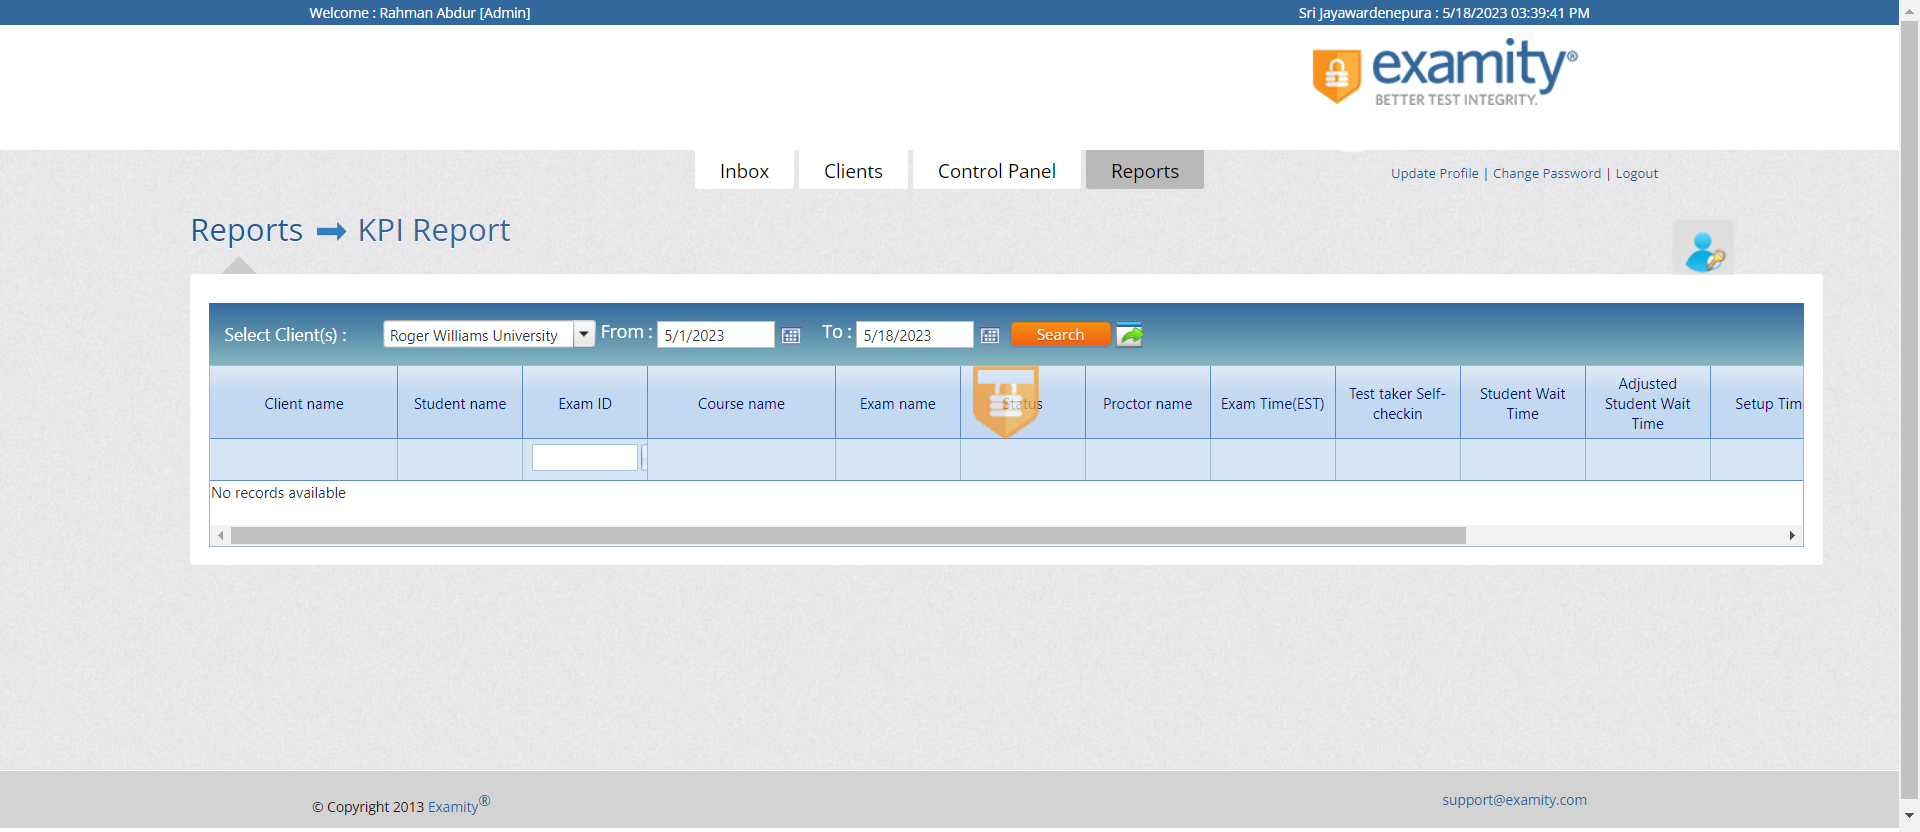 Welcome : Rahman Abdur [Admin]
Sri Jayawardenepura : 5/18/2023 03:39:41 PM
examity®
BETTER TEST INTEGRITY.
Inbox
Clients
Control Panel
Reports
Update Profile | Change Password | Logout
Reports
KPI Report
Select Client(s) :
Roger Williams University
From :
5/1/2023
To :
5/18/2023
Search
Client name
Student name
Exam ID
Course name
Exam name
Status
Proctor name
Exam Time(EST)
Test taker Self-
checkin
Student Wait
Time
Adjusted
Student Wait
Time
Setup Tim
No records available
© Copyright 2013 Examity®
support@examity.com